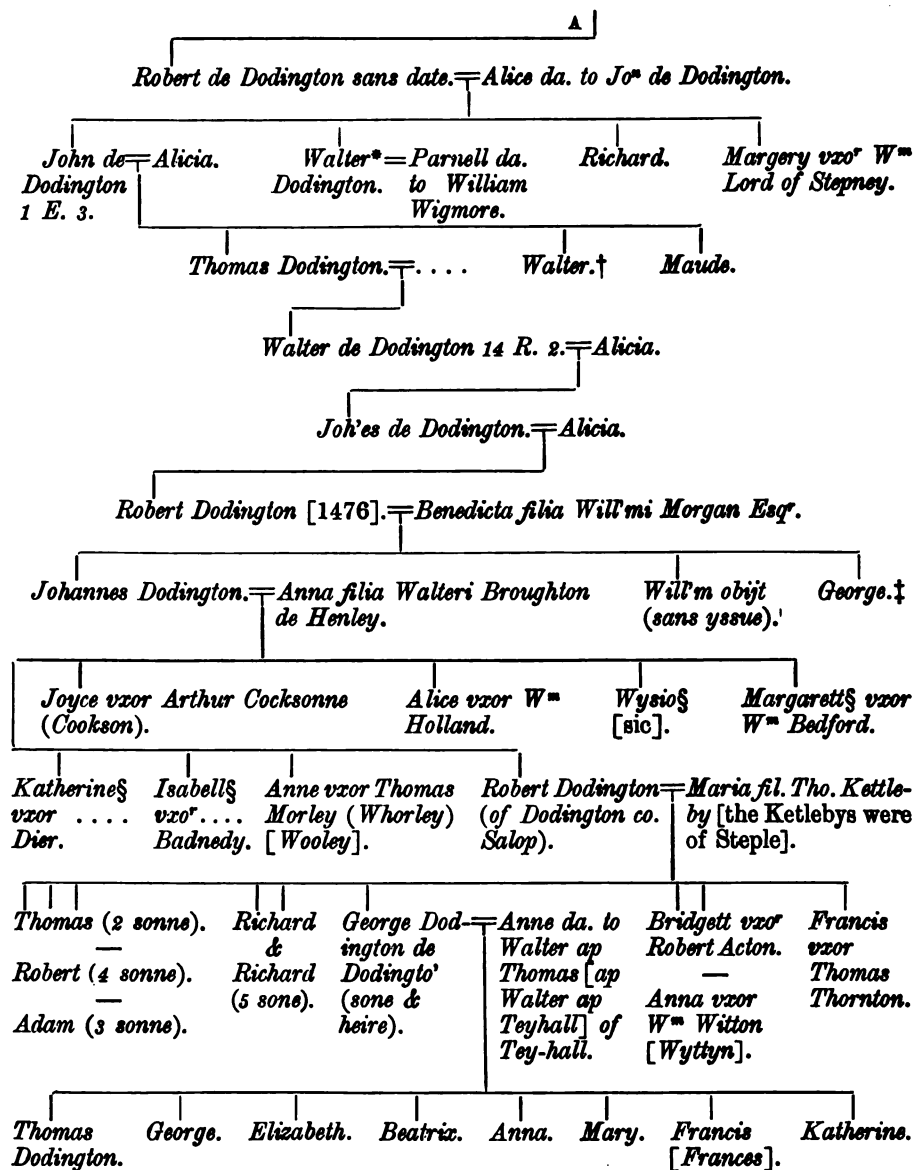 A
Robert de Dodington sans date.=Alice da. to Joⁿ de Dodington.
John de=Alicia. Walter*=Parnell da. Richard. Margery vxoʳ Wᵐ
Dodington Dodington. to William Lord of Stepney.
1 E. 3. Wigmore.
Thomas Dodington.=.... Walter.† Maude.
Walter de Dodington 14 R. 2.=Alicia.
Joh'es de Dodington.=Alicia.
Robert Dodington [1476].=Benedicta filia Will'mi Morgan Esqʳ.
Johannes Dodington.=Anna filia Walteri Broughton Will'm obijt George.‡
de Henley. (sans yssue).
Joyce vxor Arthur Cocksonne Alice vxor Wᵐ Wysio§ Margarett§ vxor
(Cookson). Holland. [sic]. Wᵐ Bedford.
Katherine§ Isabell§ Anne vxor Thomas Robert Dodington=Maria fil. Tho. Kettle-
vxor .... vxoʳ.... Morley (Whorley) (of Dodington co. by [the Ketlebys were
Dier. Badnedy. [Wooley]. Salop). of Steple].
Thomas (2 sonne). Richard George Dod-=Anne da. to Bridgett vxoʳ Francis
— & ington de Walter ap Robert Acton. vxor
Robert (4 sonne). Richard Dodingto' Thomas [ap — Thomas
— (5 sone). (sone & Walter ap Anna vxor Thornton.
Adam (3 sonne). heire). Teyhall] of Wᵐ Witton
Tey-hall. [Wyttyn].
Thomas George. Elizabeth. Beatrix. Anna. Mary. Francis Katherine.
Dodington. [Frances].